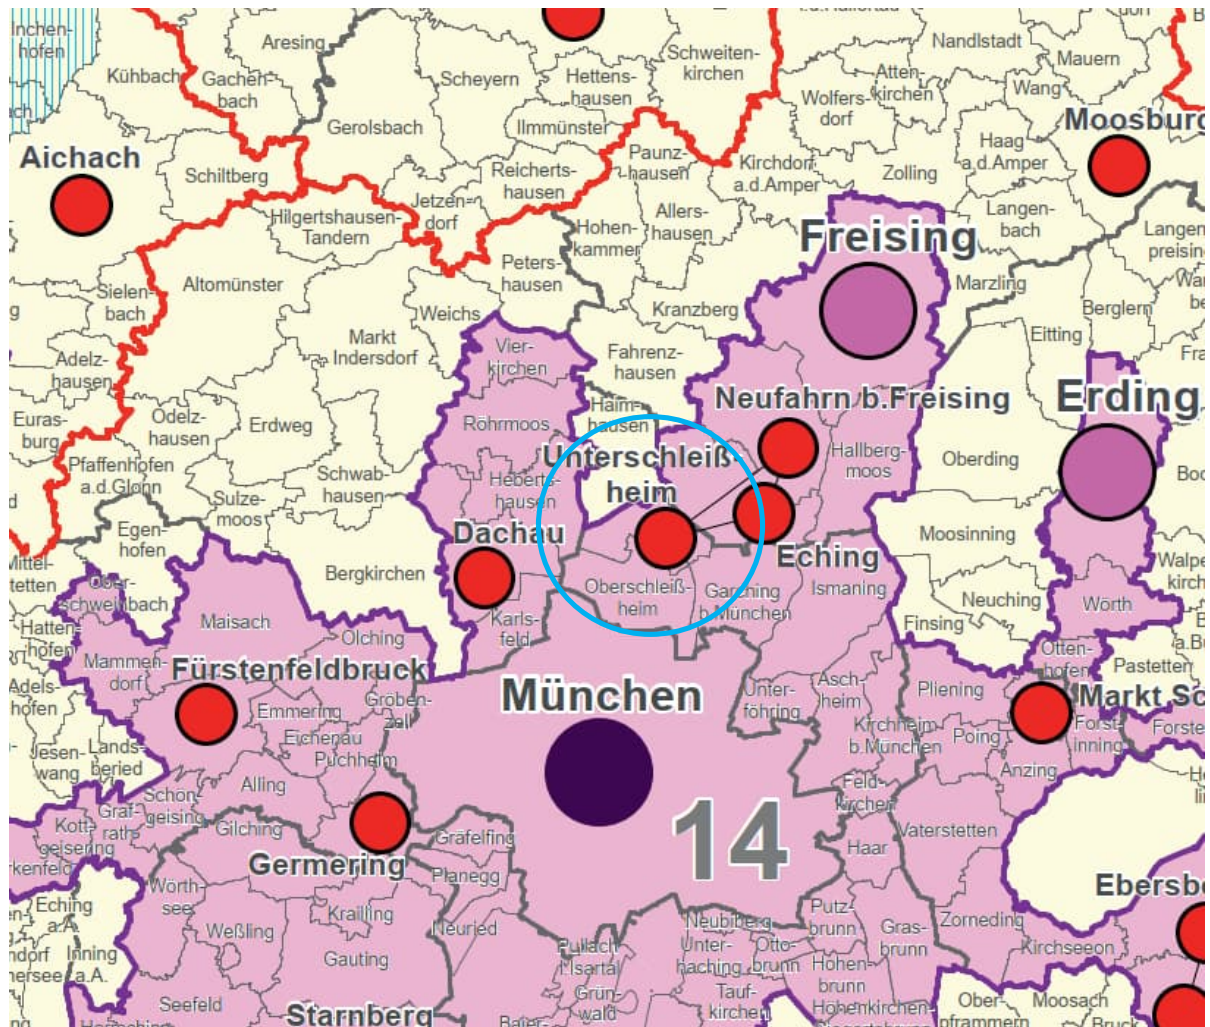 Inchen-
hofen
Aresing
Kühbach
Gachen-
bach
Scheyern
Hettens-
hausen
Schweiten-
kirchen
Nandlstadt
Mauern
Atten-
kirchen
Wang
Wolfers-
dorf
Gerolsbach
Ilmmünster
Moosburg
Aichach
Schiltberg
Reicherts-
hausen
Paunz-
hausen
Kirchdorf
a.d.Amper
Haag
a.d.Amper
Zolling
Jetzen-
dorf
Hilgertshausen-
Tandern
Hohen-
kammer
Allers-
hausen
Langen-
bach
Langen-
preising
Freising
Peters-
hausen
Altomünster
Sielen-
bach
Weichs
Kranzberg
Marzling
Berglern
Eitting
Markt
Indersdorf
Vier-
kirchen
Fahrenz-
hausen
Adelz-
hausen
Neufahrn b.Freising
Erding
Haim-
hausen
Euras-
burg
Odelz-
hausen
Erdweg
Röhrmoos
Hallberg-
moos
Oberding
Unterschleiß-
heim
Pfaffenhofen
a.d.Glonn
Schwab-
hausen
Heberts-
hausen
Sulze-
moos
Egen-
hofen
Dachau
Eching
Moosinning
Bergkirchen
Oberschleiß-
heim
Garching
b.München
Ismaning
Ober-
schweinbach
Neuching
Wörth
Maisach
Olching
Karls-
feld
Finsing
Hatten-
hofen
Mammen-
dorf
Fürstenfeldbruck
Otten-
hofen
Pastetten
München
Unter-
föhring
Asch-
heim
Pliening
Markt Sc
Adels-
hofen
Emmering
Gröben-
zell
Eichenau
Puchheim
Kirchheim
b.München
Poing
Forst-
inning
Forste
Jesen-
wang
Lands-
beried
Anzing
Alling
Feld-
kirchen
Schön-
geising
Graf-
rath
Kott-
geisering
Gilching
14
Vaterstetten
Gräfelfing
Haar
Germering
Planegg
Ebersbe
Wörth-
see
Eching
a.A.
Krailling
Neuried
Neubiberg
Putz-
brunn
Zorneding
Weßling
Gras-
brunn
Kirchseeon
Inning
a.A.
Gauting
Pullach
i.Isartal
Unter-
haching
Otto-
brunn
Hohen-
brunn
Grün-
wald
Tauf-
kirchen
Seefeld
Starnberg
Höhenkirchen-
Ober-
pframmern
Moosach
Bruck